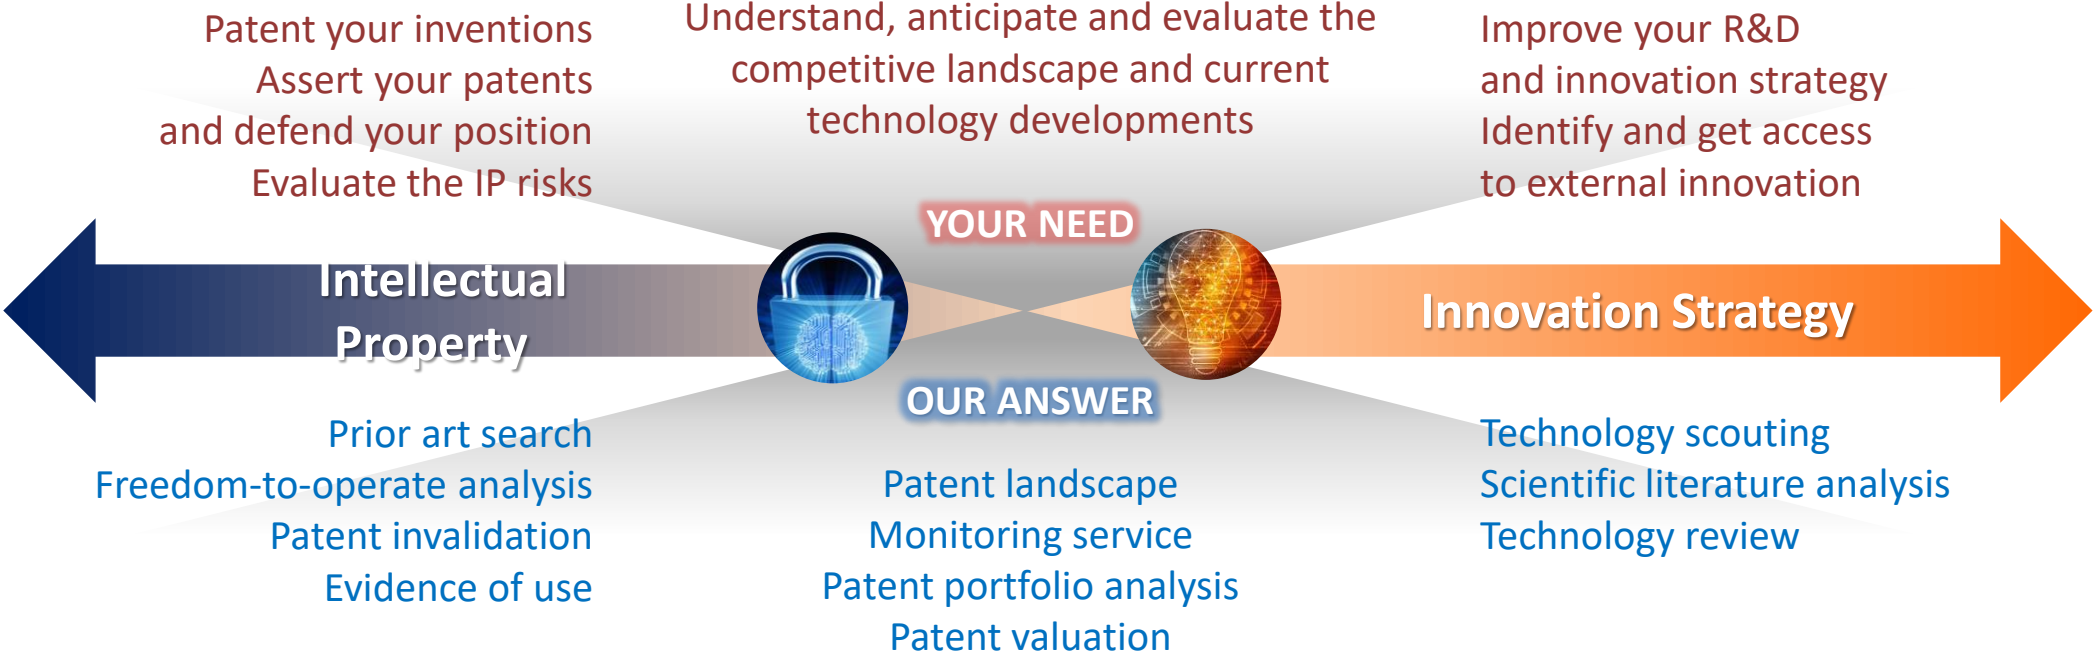 Patent your inventions
Assert your patents
and defend your position
Evaluate the IP risks
Understand, anticipate and evaluate the
competitive landscape and current
technology developments
Improve your R&D
and innovation strategy
Identify and get access
to external innovation
YOUR NEED
Intellectual
Property
Innovation Strategy
OUR ANSWER
Prior art search
Freedom-to-operate analysis
Patent invalidation
Evidence of use
Patent landscape
Monitoring service
Patent portfolio analysis
Patent valuation
Technology scouting
Scientific literature analysis
Technology review